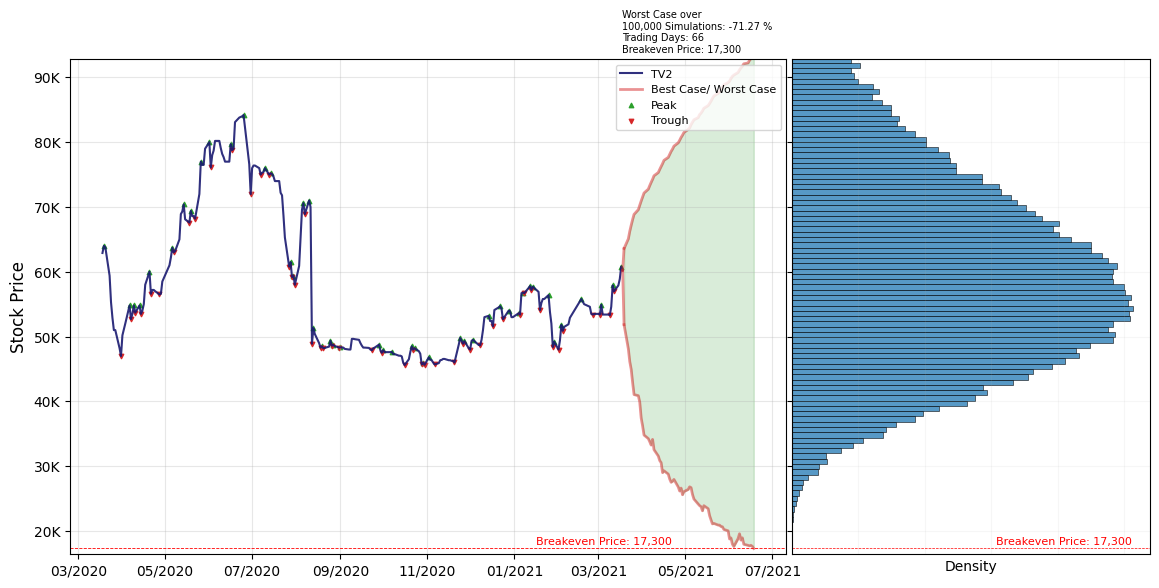 Worst Case over
100,000 Simulations: -71.27 %
Trading Days: 66
Breakeven Price: 17,300
TV2
Best Case/ Worst Case
Peak
Trough
Stock Price
90K
80K
70K
60K
50K
40K
30K
20K
Breakeven Price: 17,300
Breakeven Price: 17,300
03/2020
05/2020
07/2020
09/2020
11/2020
01/2021
03/2021
05/2021
07/2021
Density